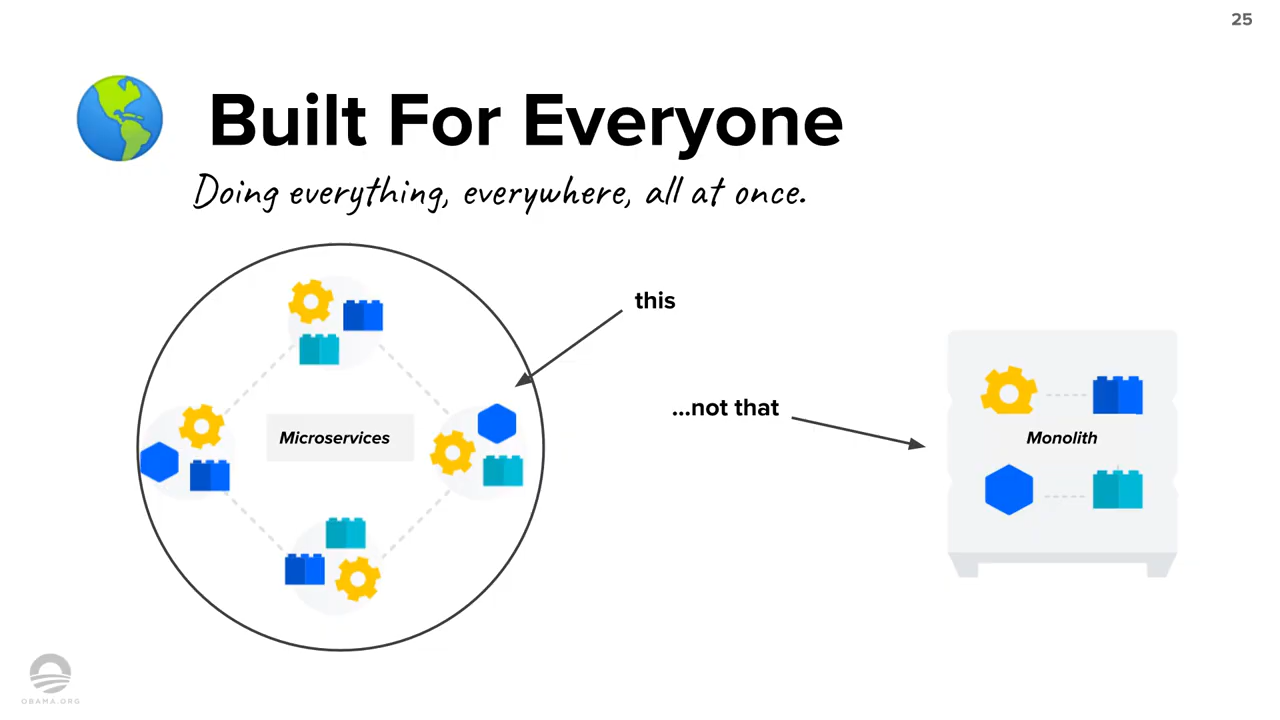 25
Built For Everyone
Doing everything, everywhere, all at once.
this
...not that
Microservices
Monolith
OBAMA.ORG